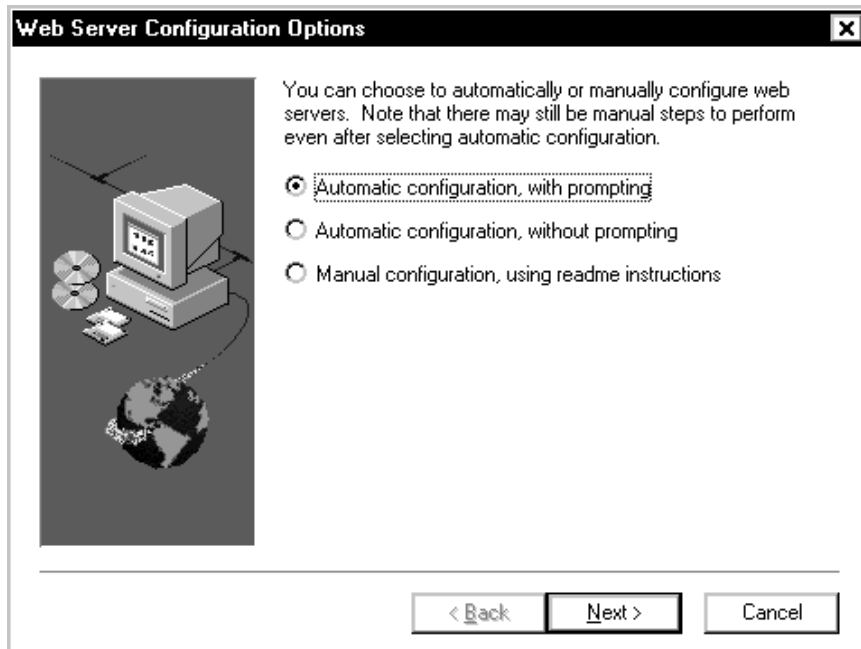 Web Server Configuration Options
You can choose to automatically or manually configure web
servers.  Note that there may still be manual steps to perform
even after selecting automatic configuration.
Automatic configuration, with prompting
Automatic configuration, without prompting
Manual configuration, using readme instructions
< Back
Next >
Cancel